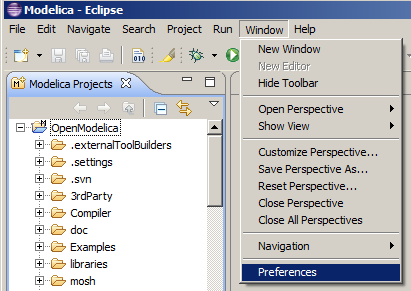 Modelica - Eclipse
File Edit Navigate Search Project Run Window Help
New Window
New Editor
Hide Toolbar
Open Perspective
Show View
Customize Perspective...
Save Perspective As...
Reset Perspective...
Close Perspective
Close All Perspectives
Navigation
Preferences
010
Modelica Projects
OpenModelica
.externalToolBuilders
.settings
.svn
3rdParty
Compiler
doc
Examples
libraries
mosh